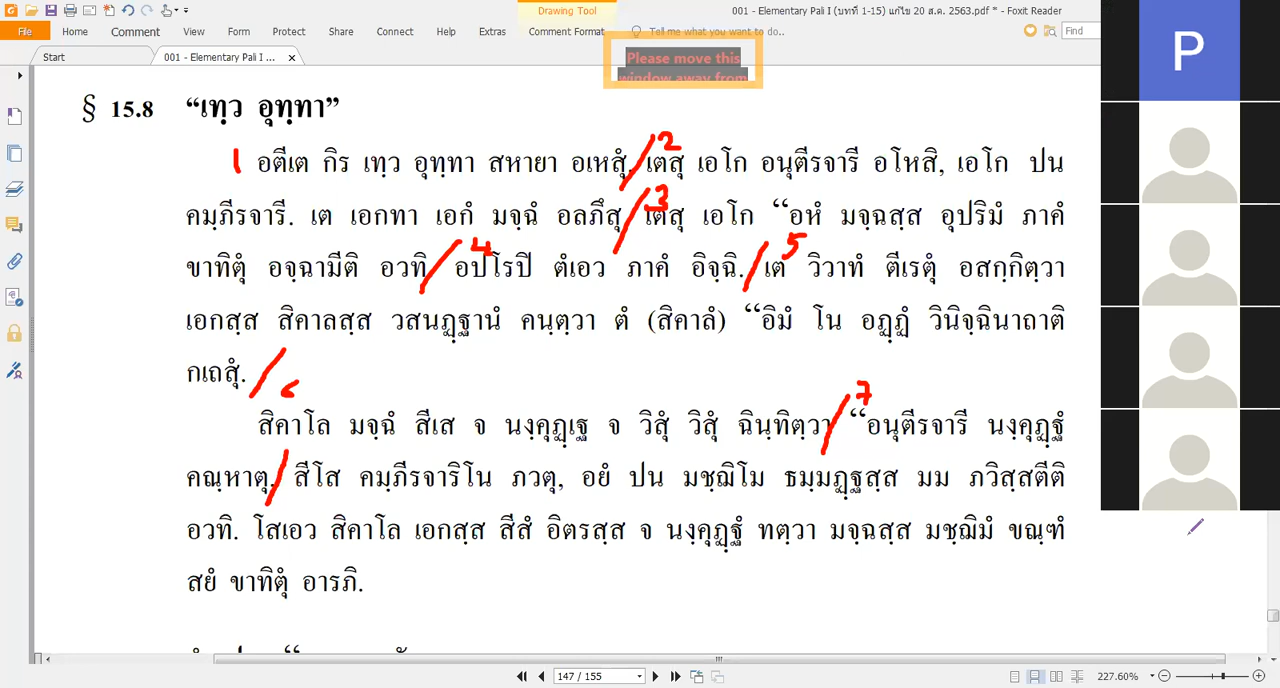 Drawing Tool
001 - Elementary Pali I (บทที่ 1-15) แก้ไข 20 ส.ค. 2563.pdf * - Foxit Reader
File Home Comment View Form Protect Share Connect Help Extras Comment Format Tell me what you want to do.. Find
Please move this
window away from
Start 001 - Elementary Pali I ...
P
§ 15.8 “เทฺว อุทฺทา”
1 อตีเต กิร เทฺว อุทฺทา สหายา อเหสุํ. / 2 เตสุ เอโก อนุตีรจารี อโหสิ, เอโก ปน
คมฺภีรจารี. เต เอกทา เอกํ มจฺฉํ อลภึสุ / 3 เตสุ เอโก “อหํ มจฺฉสฺส อุปริมํ ภาคํ
ขาทิตุํ อจฺฉามีติ อวทิ / 4 อปโรปิ ตํเอว ภาคํ อิจฺฉิ. / 5 เต วิวาทํ ตีเรตุํ อสกฺกิตฺวา
เอกสฺส สิคาลสฺส วสนฏฺฐานํ คนฺตฺวา ตํ (สิคาลํ) “อิมํ โน อฏฺฏํ วินิจฺฉินาถาติ
กเถสุํ. / 6
สิคาโล มจฺฉํ สีเส จ นงฺคุฏฺเฐ จ วิสุํ วิสุํ ฉินฺทิตฺวา / 7 “อนุตีรจารี นงฺคุฏฺฐํ
คณฺหาตุ, / สีโส คมฺภีรจาริโน ภวตุ, อยํ ปน มชฺฌิโม ธมฺมฏฺฐสฺส มม ภวิสฺสตีติ
อวทิ. โสเอว สิคาโล เอกสฺส สีสํ อิตรสฺส จ นงฺคุฏฺฐํ ทตฺวา มจฺฉสฺส มชฺฌิมํ ขณฺฑํ
สยํ ขาทิตุํ อารภิ.
147 / 155 227.60%